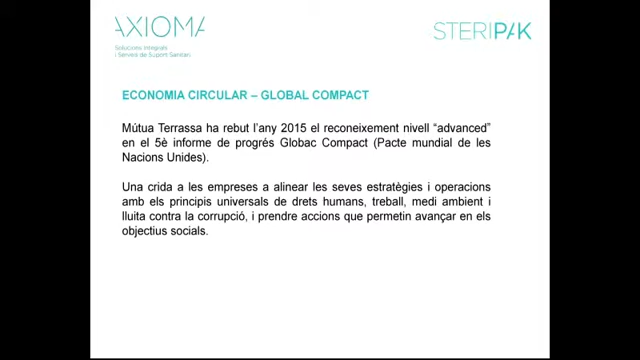 AXIOMA
Solucions Integrals
i Serveis de Suport Sanitari
STERIPAK
ECONOMIA CIRCULAR – GLOBAL COMPACT
Mútua Terrassa ha rebut l'any 2015 el reconeixement nivell "advanced"
en el 5è informe de progrés Globac Compact (Pacte mundial de les
Nacions Unides).
Una crida a les empreses a alinear les seves estratègies i operacions
amb els principis universals de drets humans, treball, medi ambient i
lluita contra la corrupció, i prendre accions que permetin avançar en els
objectius socials.